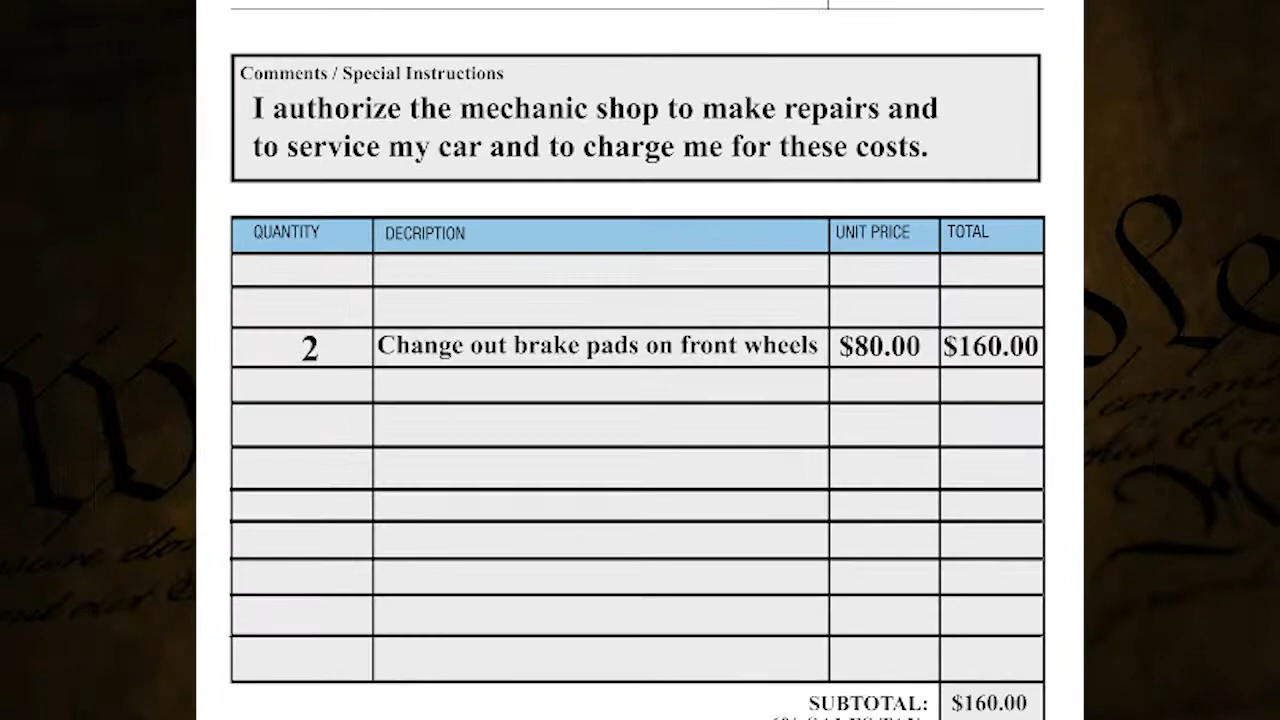 Comments / Special Instructions
I authorize the mechanic shop to make repairs and
to service my car and to charge me for these costs.
QUANTITY DECRIPTION UNIT PRICE TOTAL
2 Change out brake pads on front wheels $80.00 $160.00
SUBTOTAL: $160.00